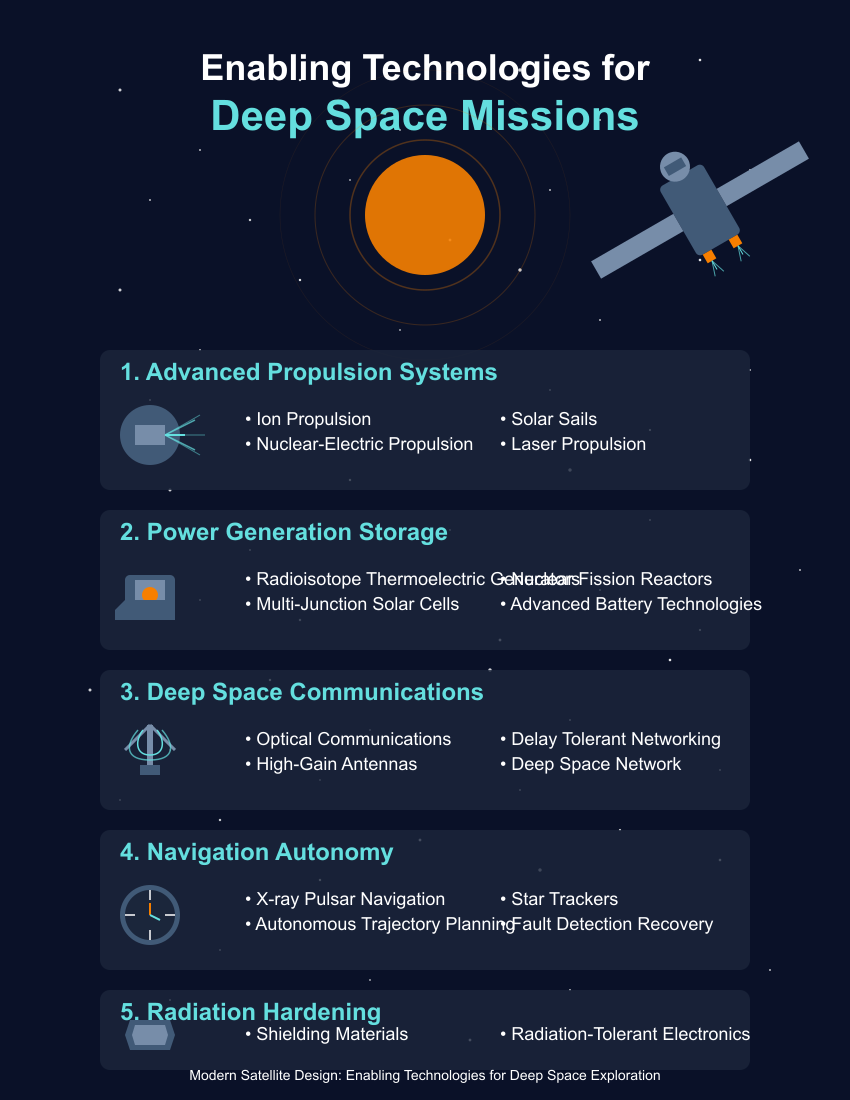 Enabling Technologies for
Deep Space Missions
1. Advanced Propulsion Systems
• Ion Propulsion
• Solar Sails
• Nuclear-Electric Propulsion
• Laser Propulsion
2. Power Generation Storage
• Radioisotope Thermoelectric Generators
• Nuclear Fission Reactors
• Multi-Junction Solar Cells
• Advanced Battery Technologies
3. Deep Space Communications
• Optical Communications
• Delay Tolerant Networking
• High-Gain Antennas
• Deep Space Network
4. Navigation Autonomy
• X-ray Pulsar Navigation
• Star Trackers
• Autonomous Trajectory Planning
• Fault Detection Recovery
5. Radiation Hardening
• Shielding Materials
• Radiation-Tolerant Electronics
Modern Satellite Design: Enabling Technologies for Deep Space Exploration